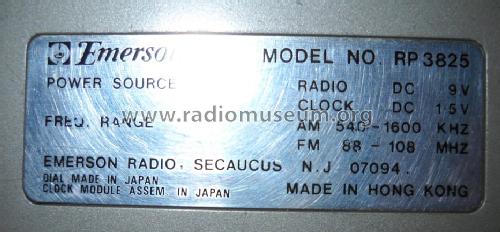 Emerson MODEL NO. RP3825
POWER SOURCE RADIO DC 9V
CLOCK DC 1.5V
www.radiomuseum.org
FREQ. RANGE AM 540-1600 KHZ
FM 88-108 MHZ
EMERSON RADIO, SECAUCUS N.J 07094.
DIAL MADE IN JAPAN
CLOCK MODULE ASSEM. IN JAPAN MADE IN HONG KONG